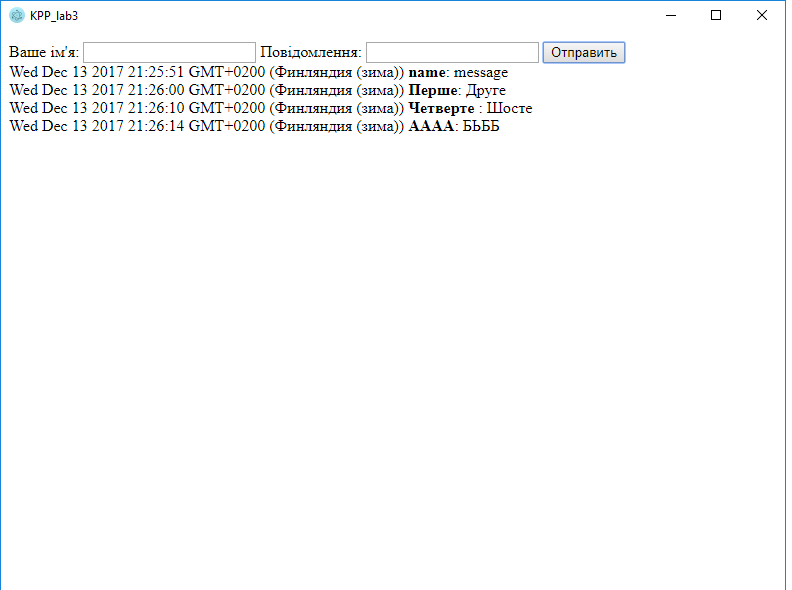 KPP_lab3
Ваше ім'я: Повідомлення: Отправить
Wed Dec 13 2017 21:25:51 GMT+0200 (Финляндия (зима)) name: message
Wed Dec 13 2017 21:26:00 GMT+0200 (Финляндия (зима)) Перше: Друге
Wed Dec 13 2017 21:26:10 GMT+0200 (Финляндия (зима)) Четверте : Шосте
Wed Dec 13 2017 21:26:14 GMT+0200 (Финляндия (зима)) АААА: БЬББ